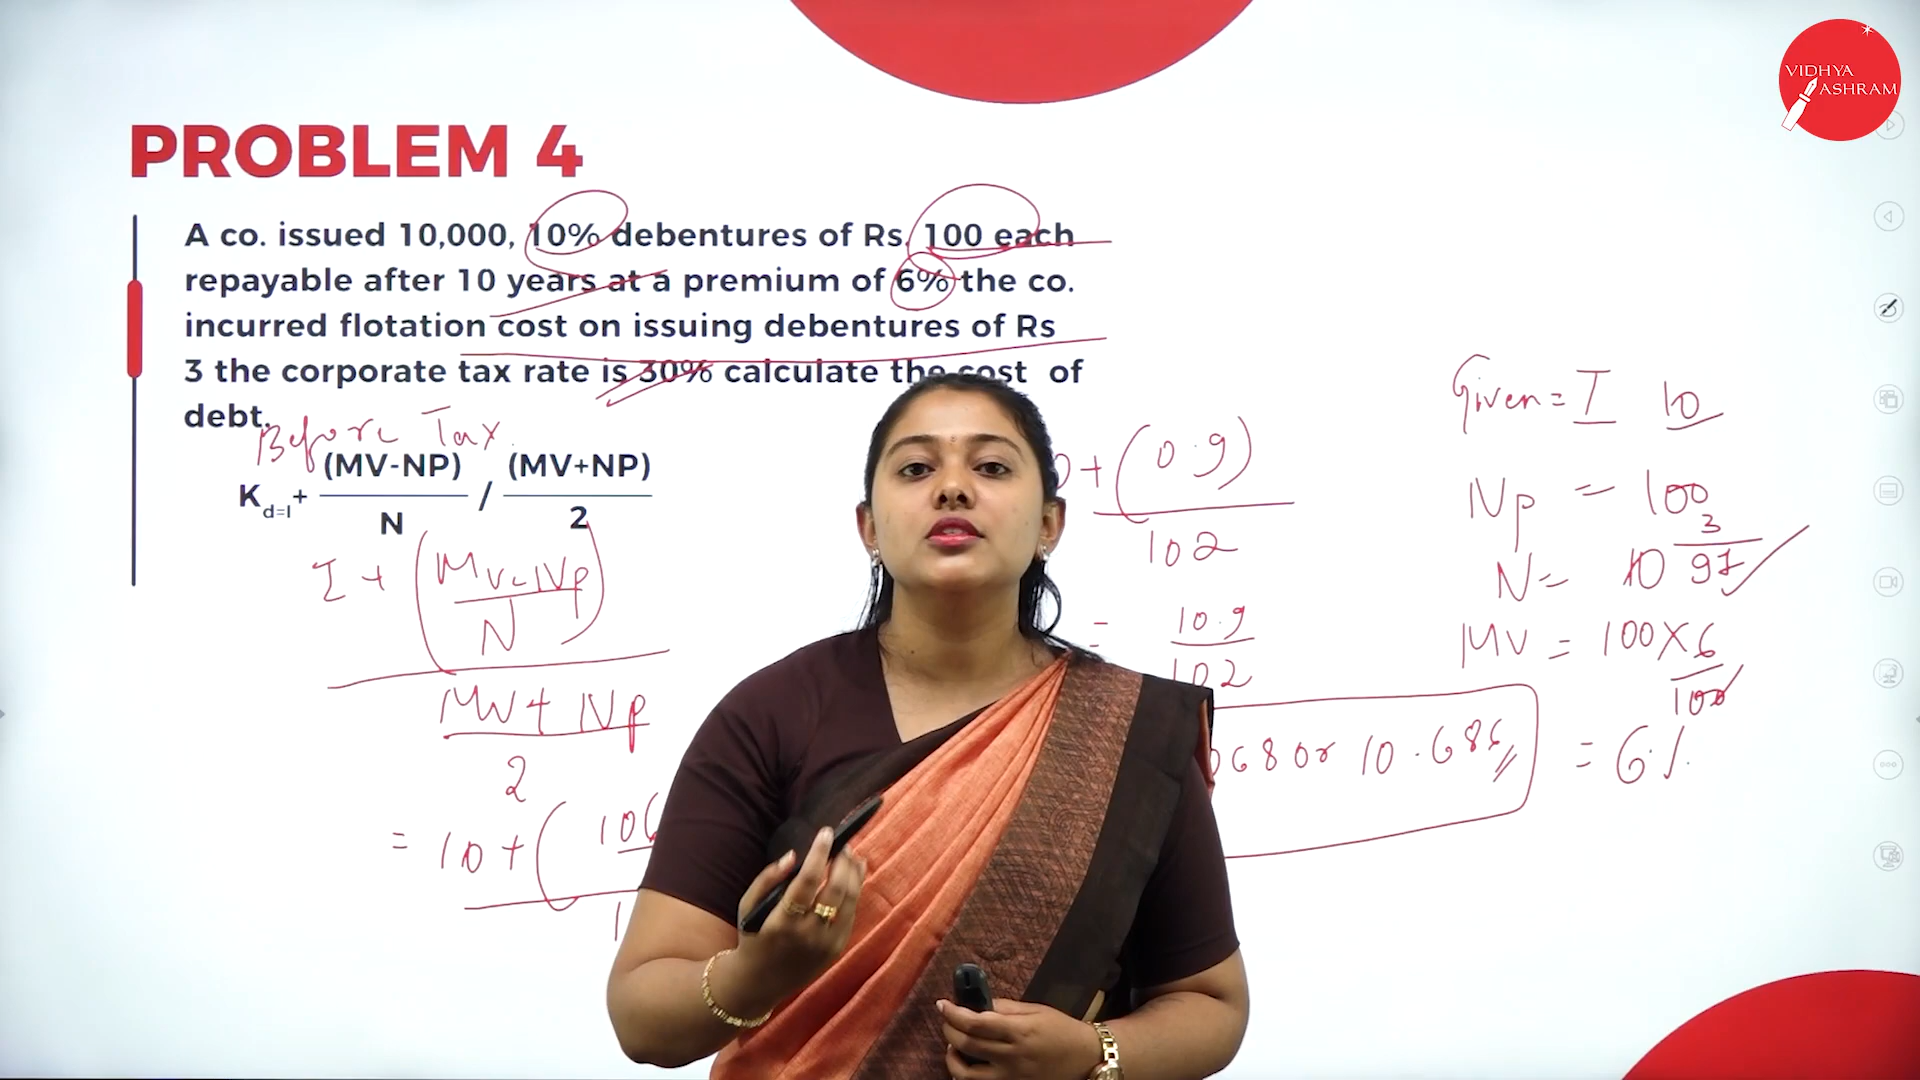 VIDHYA
ASHRAM
PROBLEM 4
A co. issued 10,000, 10% debentures of Rs. 100 each
repayable after 10 years at a premium of 6% the co.
incurred flotation cost on issuing debentures of Rs
3 the corporate tax rate is 30% calculate the cost of
debt.
Before Tax
K d=I + (MV-NP) / (MV+NP)
N 2
I + (MV-NP)
N
MV + NP
2
= 10 + ( 106
1
0 + (0.9)
102
= 10.9
102
0680r 10.686
Given = I 10
NP = 100
3
N = 10 97
MV = 100 X 6
100
= 6%